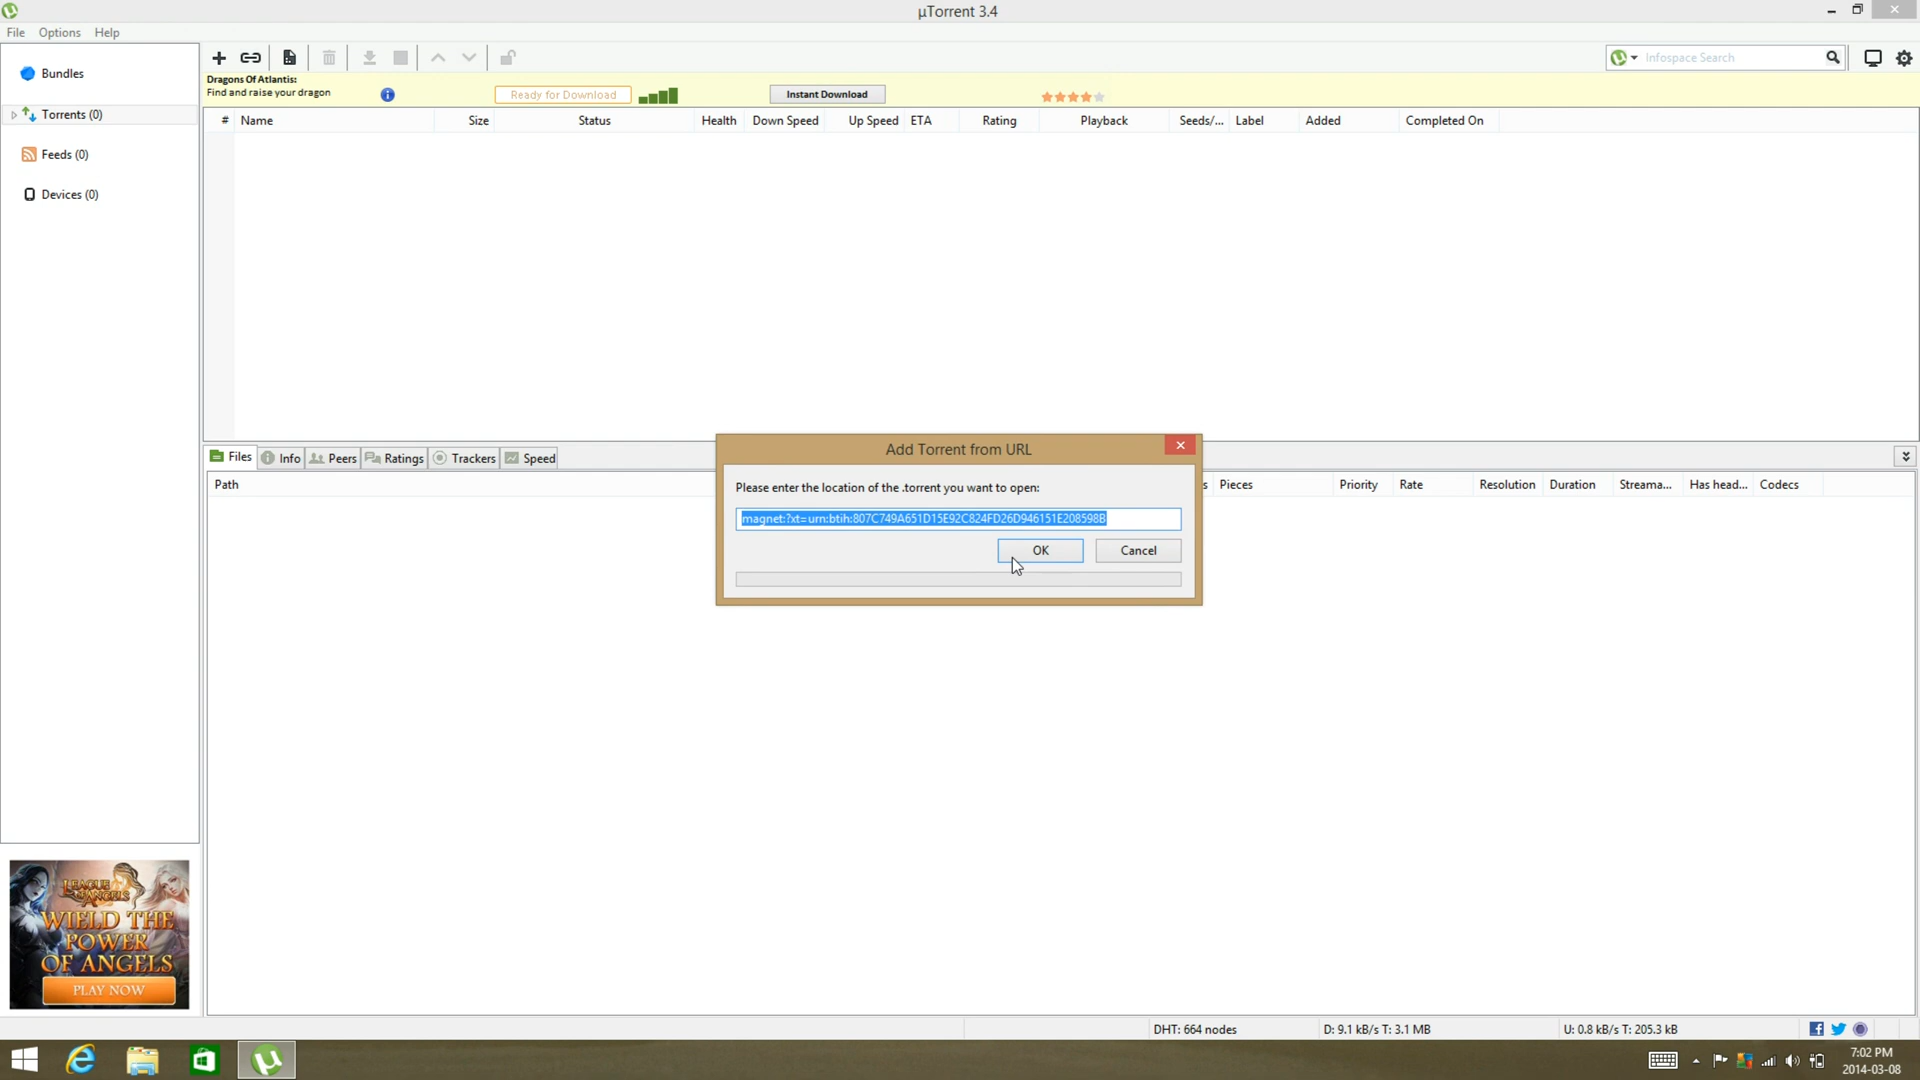 µTorrent 3.4
File Options Help
Bundles
Torrents (0)
Feeds (0)
Devices (0)
Infospace Search
Dragons Of Atlantis:
Find and raise your dragon
Ready for Download
Instant Download
# Name Size Status Health Down Speed Up Speed ETA Rating Playback Seeds/... Label Added Completed On
Add Torrent from URL
Please enter the location of the .torrent you want to open:
magnet:?xt=urn:btih:807C749A651D15E92C824FD26D946151E208598B
OK Cancel
Files Info Peers Ratings Trackers Speed
Path s Pieces Priority Rate Resolution Duration Streama... Has head... Codecs
LEAGUE OF ANGELS
WIELD THE
POWER
OF ANGELS
PLAY NOW
DHT: 664 nodes D: 9.1 kB/s T: 3.1 MB U: 0.8 kB/s T: 205.3 kB
7:02 PM
2014-03-08